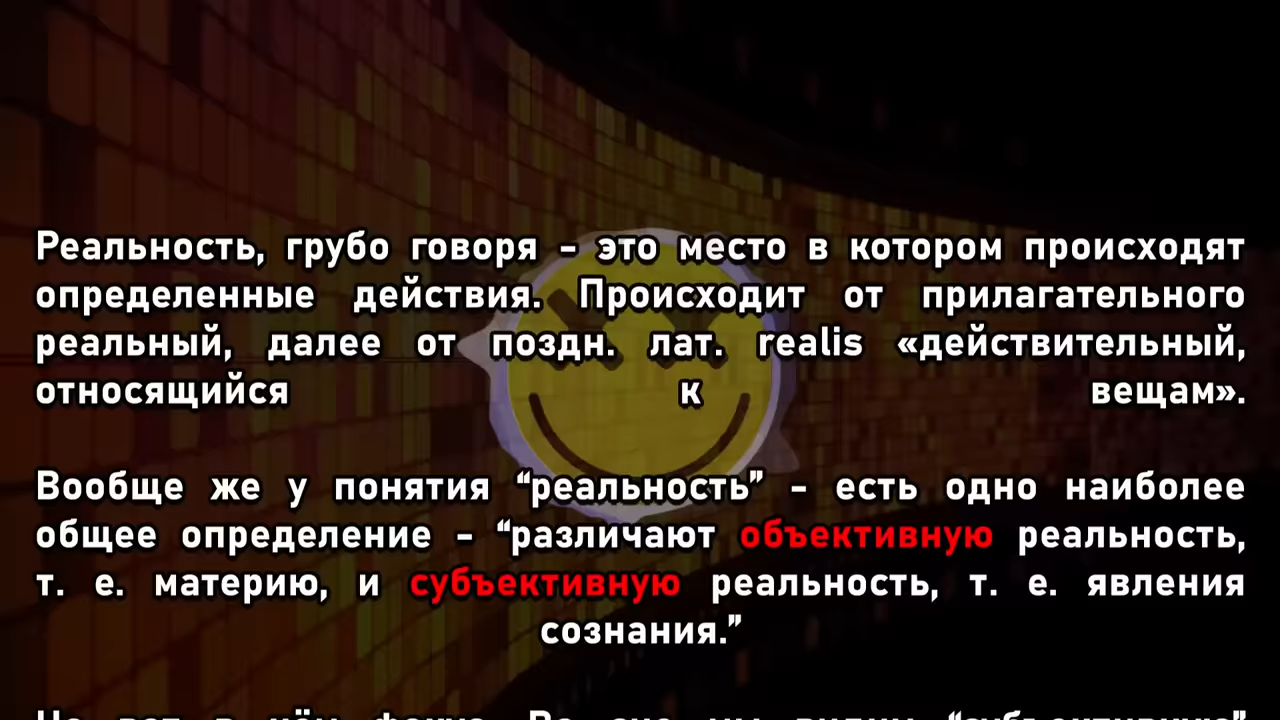 Реальность, грубо говоря – это место в котором происходят
определенные действия. Происходит от прилагательного
реальный, далее от поздн. лат. realis «действительный,
относящийся к вещам».
Вообще же у понятия “реальность” – есть одно наиболее
общее определение – “различают объективную реальность,
т. е. материю, и субъективную реальность, т. е. явления
сознания.”